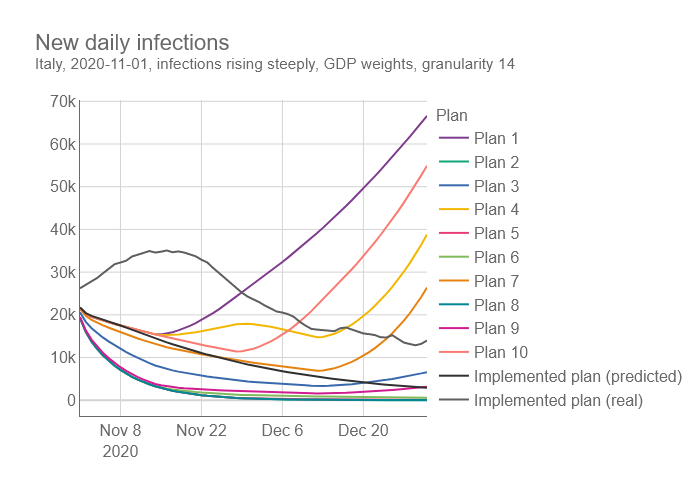 New daily infections
Italy, 2020-11-01, infections rising steeply, GDP weights, granularity 14
70k
60k
50k
40k
30k
20k
10k
0
Nov 8
2020
Nov 22
Dec 6
Dec 20
Plan
Plan 1
Plan 2
Plan 3
Plan 4
Plan 5
Plan 6
Plan 7
Plan 8
Plan 9
Plan 10
Implemented plan (predicted)
Implemented plan (real)